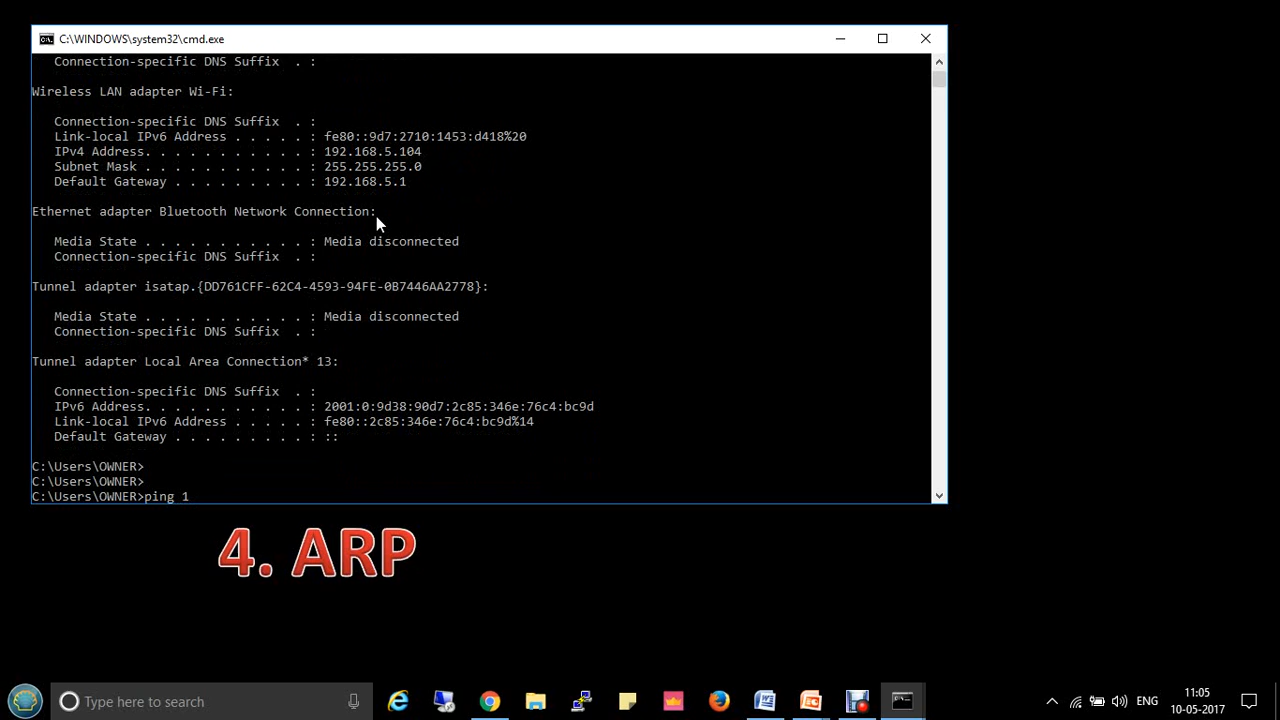 C:\WINDOWS\system32\cmd.exe
Connection-specific DNS Suffix . :
Wireless LAN adapter Wi-Fi:
Connection-specific DNS Suffix . :
Link-local IPv6 Address . . . . . : fe80::9d7:2710:1453:d418%20
IPv4 Address. . . . . . . . . . . : 192.168.5.104
Subnet Mask . . . . . . . . . . . : 255.255.255.0
Default Gateway . . . . . . . . . : 192.168.5.1
Ethernet adapter Bluetooth Network Connection:
Media State . . . . . . . . . . . : Media disconnected
Connection-specific DNS Suffix . :
Tunnel adapter isatap.{DD761CFF-62C4-4593-94FE-0B7446AA2778}:
Media State . . . . . . . . . . . : Media disconnected
Connection-specific DNS Suffix . :
Tunnel adapter Local Area Connection* 13:
Connection-specific DNS Suffix . :
IPv6 Address. . . . . . . . . . . : 2001:0:9d38:90d7:2c85:346e:76c4:bc9d
Link-local IPv6 Address . . . . . : fe80::2c85:346e:76c4:bc9d%14
Default Gateway . . . . . . . . . : ::
C:\Users\OWNER>
C:\Users\OWNER>
C:\Users\OWNER>ping 1
4. ARP
Type here to search
ENG
11:05
10-05-2017